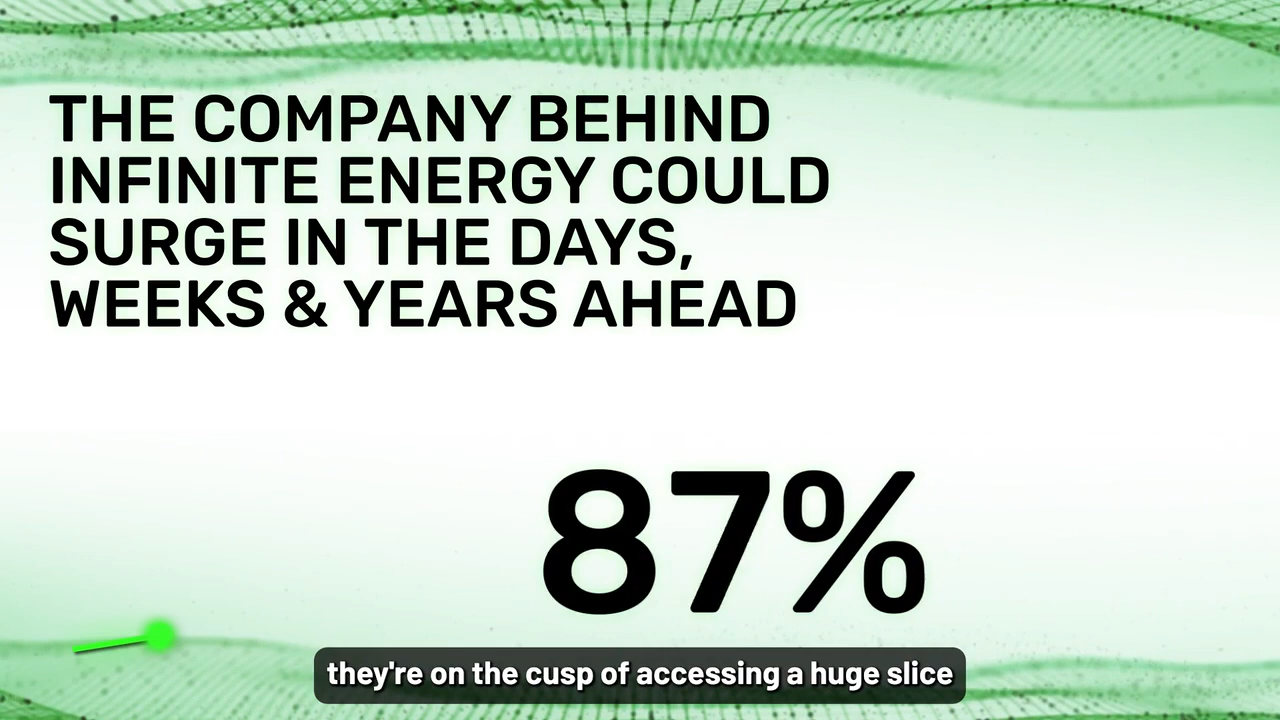 THE COMPANY BEHIND
INFINITE ENERGY COULD
SURGE IN THE DAYS,
WEEKS & YEARS AHEAD
87%
they're on the cusp of accessing a huge slice